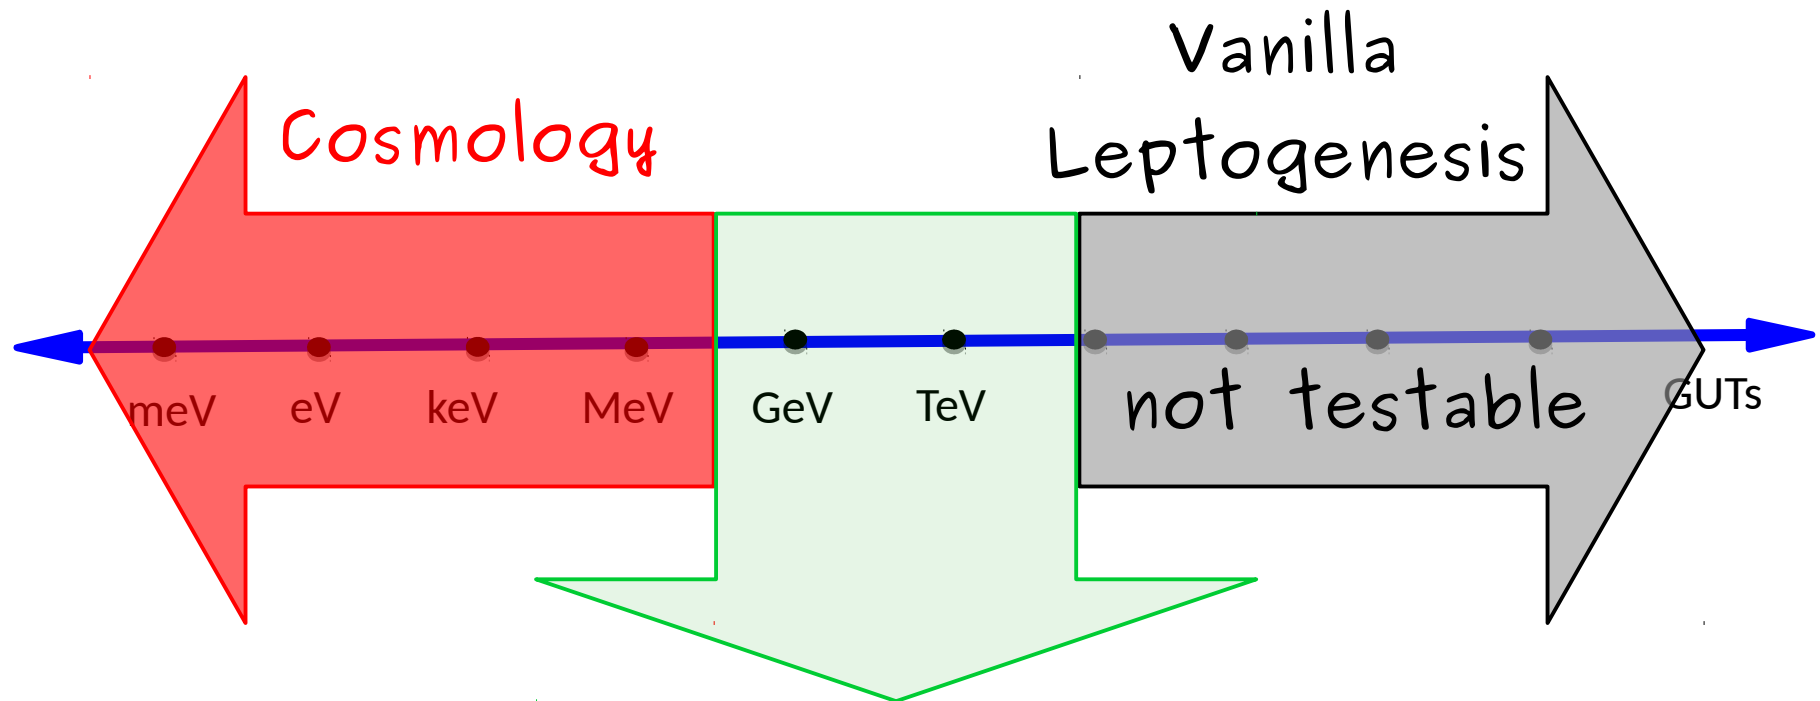 Vanilla
Cosmology
Leptogenesis
meV eV keV MeV GeV TeV not testable GUTs